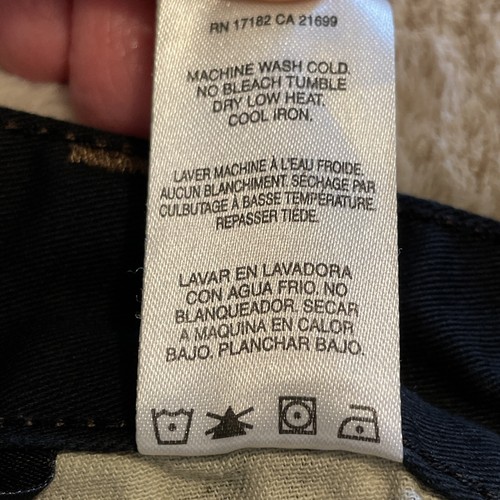 RN 17182 CA 21699
MACHINE WASH COLD.
NO BLEACH TUMBLE
DRY LOW HEAT.
COOL IRON.
LAVER MACHINE À L'EAU FROIDE.
AUCUN BLANCHIMENT. SÉCHAGE PAR
CULBUTAGE À BASSE TEMPÉRATURE.
REPASSER TIÈDE.
LAVAR EN LAVADORA
CON AGUA FRIO. NO
BLANQUEADOR. SECAR
A MAQUINA EN CALOR
BAJO. PLANCHAR BAJO.